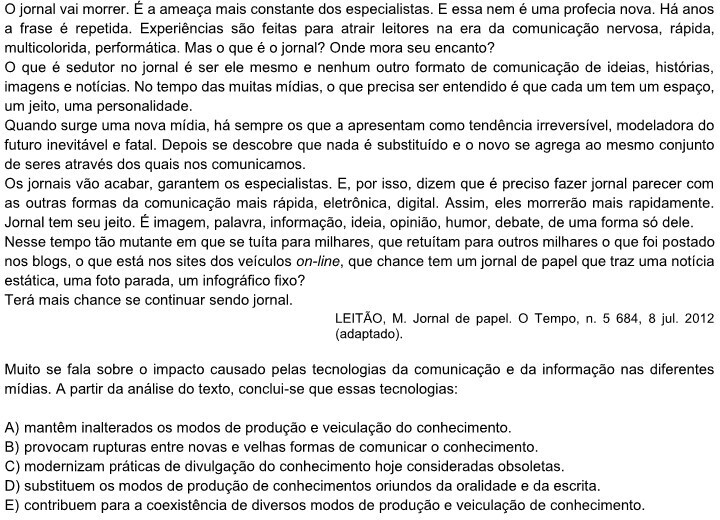 O jornal vai morrer. É a ameaça mais constante dos especialistas. E essa nem é uma profecia nova. Há anos
a frase é repetida. Experiências são feitas para atrair leitores na era da comunicação nervosa, rápida,
multicolorida, performática. Mas o que é o jornal? Onde mora seu encanto?
O que é sedutor no jornal é ser ele mesmo e nenhum outro formato de comunicação de ideias, histórias,
imagens e notícias. No tempo das muitas mídias, o que precisa ser entendido é que cada um tem um espaço,
um jeito, uma personalidade.
Quando surge uma nova mídia, há sempre os que a apresentam como tendência irreversível, modeladora do
futuro inevitável e fatal. Depois se descobre que nada é substituído e o novo se agrega ao mesmo conjunto
de seres através dos quais nos comunicamos.
Os jornais vão acabar, garantem os especialistas. E, por isso, dizem que é preciso fazer jornal parecer com
as outras formas da comunicação mais rápida, eletrônica, digital. Assim, eles morrerão mais rapidamente.
Jornal tem seu jeito. É imagem, palavra, informação, ideia, opinião, humor, debate, de uma forma só dele.
Nesse tempo tão mutante em que se tuíta para milhares, que retuítam para outros milhares o que foi postado
nos blogs, o que está nos sites dos veículos on-line, que chance tem um jornal de papel que traz uma notícia
estática, uma foto parada, um infográfico fixo?
Terá mais chance se continuar sendo jornal.
LEITÃO, M. Jornal de papel. O Tempo, n. 5 684, 8 jul. 2012
(adaptado).
Muito se fala sobre o impacto causado pelas tecnologias da comunicação e da informação nas diferentes
mídias. A partir da análise do texto, conclui-se que essas tecnologias:
A) mantêm inalterados os modos de produção e veiculação do conhecimento.
B) provocam rupturas entre novas e velhas formas de comunicar o conhecimento.
C) modernizam práticas de divulgação do conhecimento hoje consideradas obsoletas.
D) substituem os modos de produção de conhecimentos oriundos da oralidade e da escrita.
E) contribuem para a coexistência de diversos modos de produção e veiculação de conhecimento.